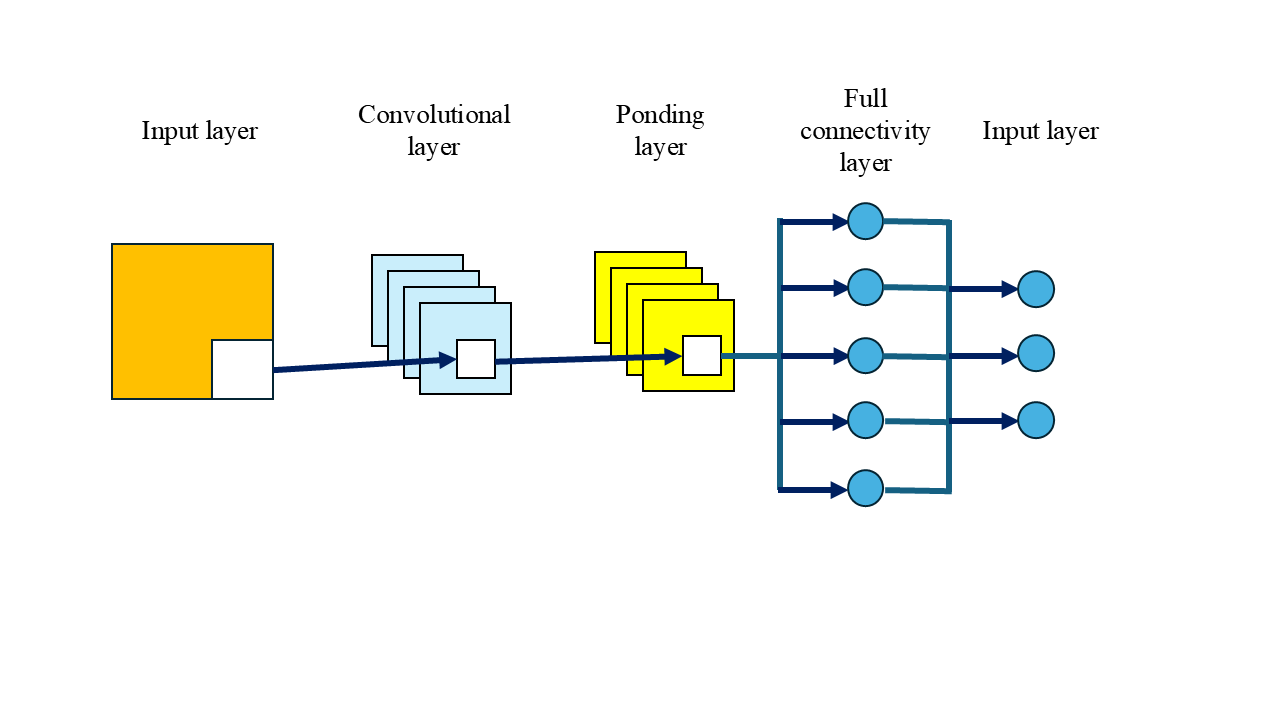 Input layer
Convolutional
layer
Ponding
layer
Full
connectivity
layer
Input layer